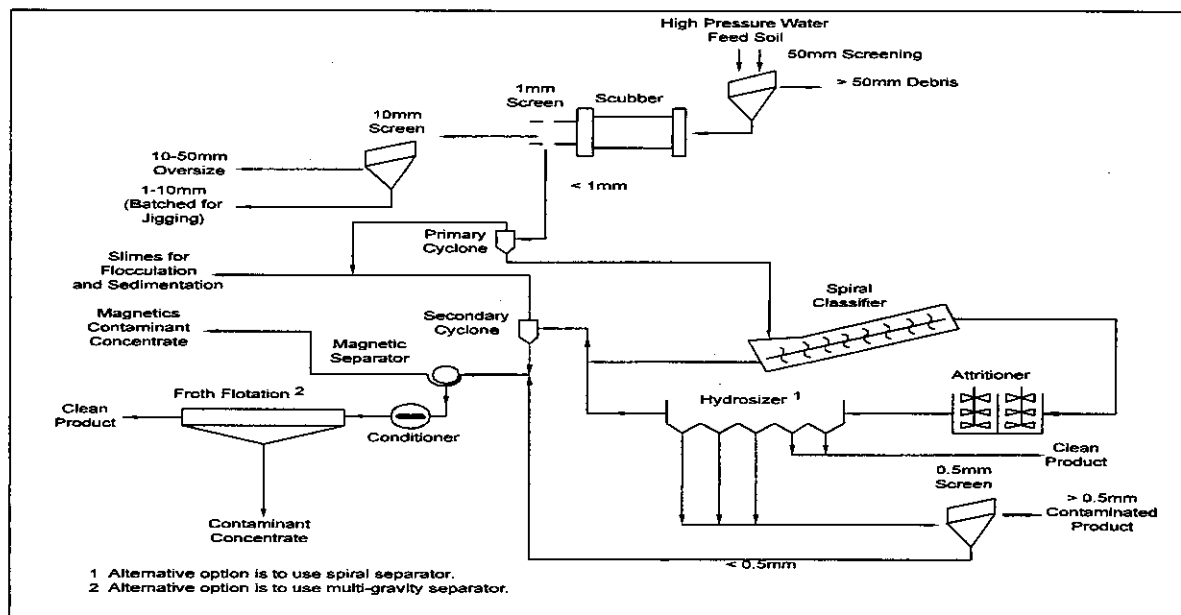 High Pressure Water
Feed Soil
50mm Screening
> 50mm Debris
1mm
Screen
Scubber
10mm
Screen
10-50mm
Oversize
1-10mm
(Batched for
Jigging)
< 1mm
Primary
Cyclone
Slimes for
Flocculation
and Sedimentation
Spiral
Classifier
Magnetics
Contaminant
Concentrate
Secondary
Cyclone
Magnetic
Separator
Attritioner
Froth Flotation 2
Hydrosizer 1
Clean
Product
Conditioner
Clean
Product
0.5mm
Screen
> 0.5mm
Contaminated
Product
Contaminant
Concentrate
< 0.5mm
1 Alternative option is to use spiral separator.
2 Alternative option is to use multi-gravity separator.